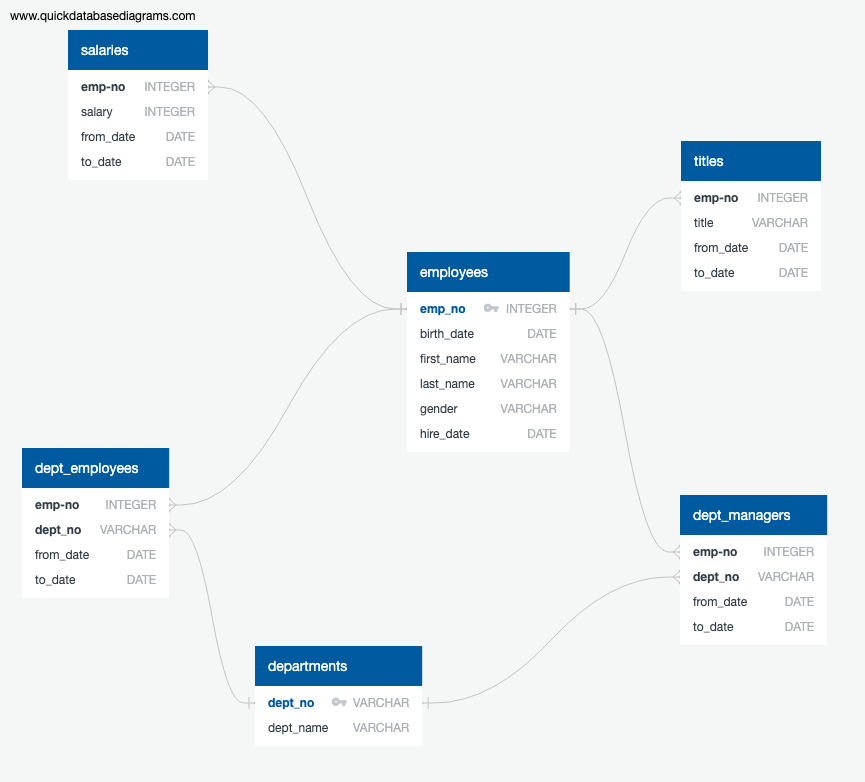 www.quickdatabasediagrams.com
salaries
emp-no INTEGER
salary INTEGER
from_date DATE
to_date DATE
titles
emp-no INTEGER
title VARCHAR
from_date DATE
to_date DATE
employees
emp_no INTEGER
birth_date DATE
first_name VARCHAR
last_name VARCHAR
gender VARCHAR
hire_date DATE
dept_employees
emp-no INTEGER
dept_no VARCHAR
from_date DATE
to_date DATE
dept_managers
emp-no INTEGER
dept_no VARCHAR
from_date DATE
to_date DATE
departments
dept_no VARCHAR
dept_name VARCHAR